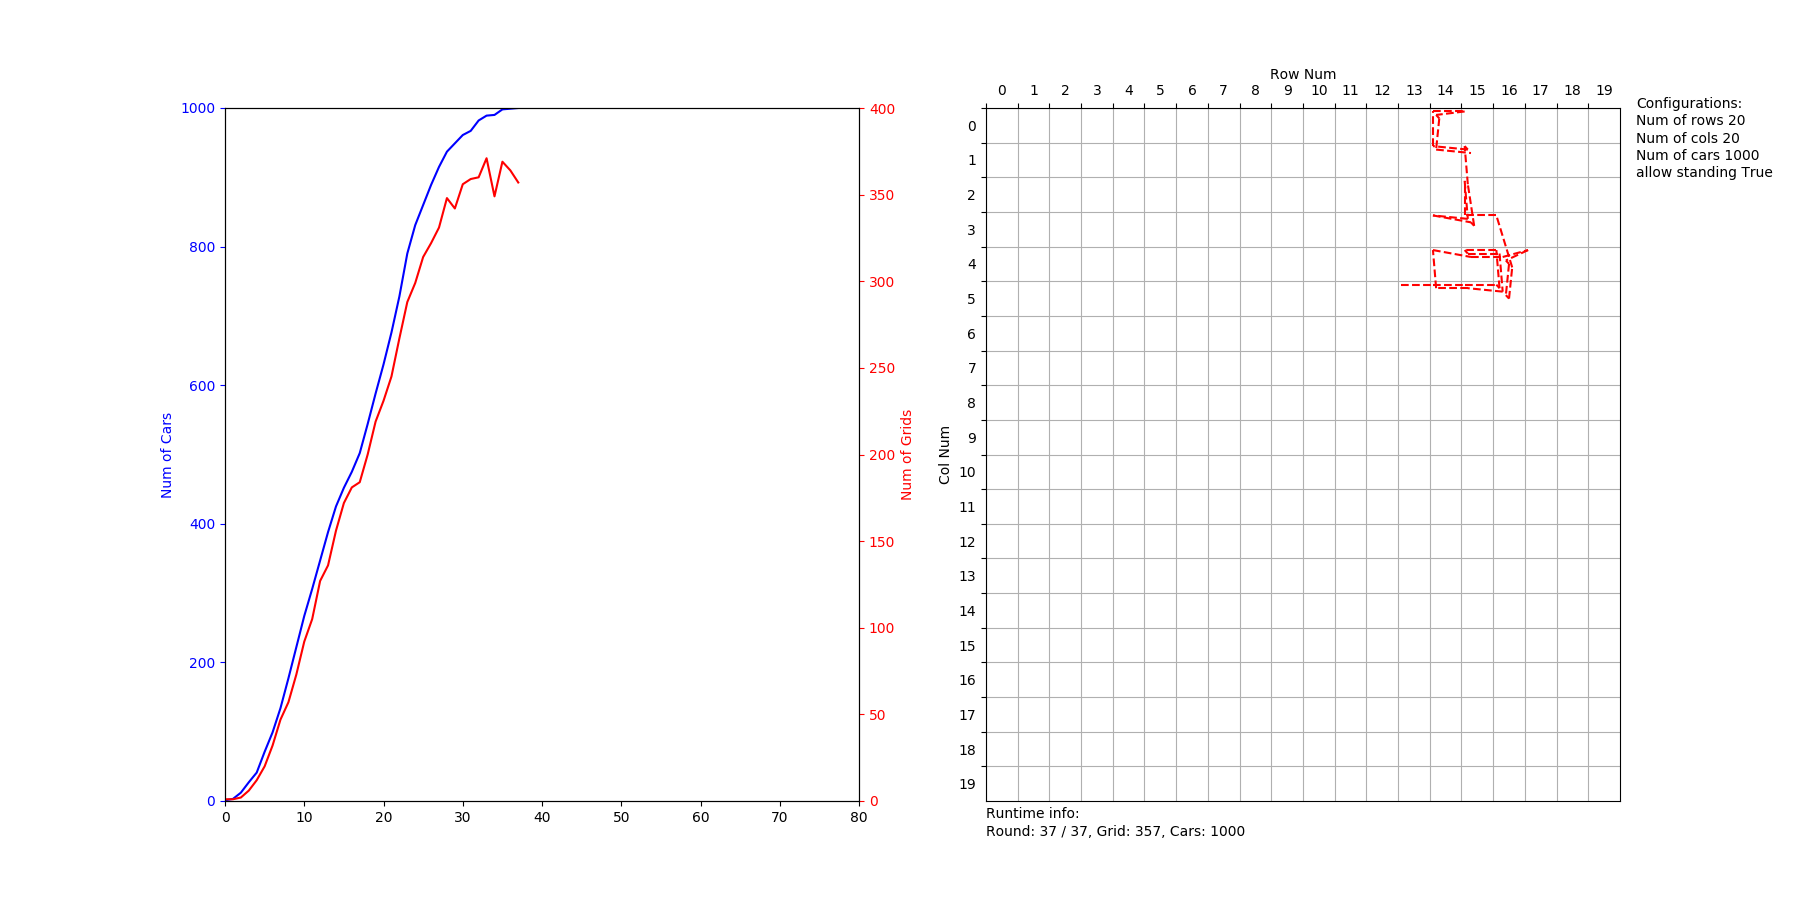 1000
800
600
400
200
0
Num of Cars
0 10 20 30 40 50 60 70 80
400
350
300
250
200
150
100
50
0
Num of Grids
Row Num
0 1 2 3 4 5 6 7 8 9 10 11 12 13 14 15 16 17 18 19
Col Num
0
1
2
3
4
5
6
7
8
9
10
11
12
13
14
15
16
17
18
19
Configurations:
Num of rows 20
Num of cols 20
Num of cars 1000
allow standing True
Runtime info:
Round: 37 / 37, Grid: 357, Cars: 1000